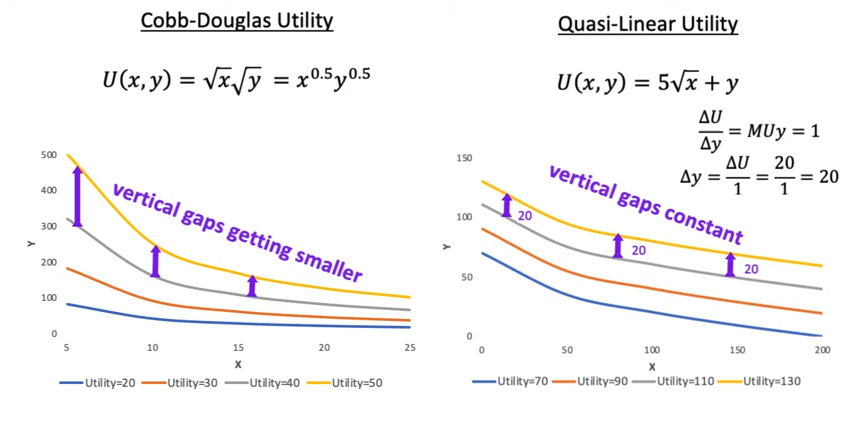 Cobb-Douglas Utility
U(x, y) = √x√y = x^0.5 y^0.5
500
400
300
200
100
0
Y
vertical gaps getting smaller
5
10
15
20
25
X
Utility=20
Utility=30
Utility=40
Utility=50
Quasi-Linear Utility
U(x, y) = 5√x + y
ΔU/Δy = MUy = 1
Δy = ΔU/1 = 20/1 = 20
150
100
50
0
Y
vertical gaps constant
20
20
20
0
50
100
150
200
X
Utility=70
Utility=90
Utility=110
Utility=130